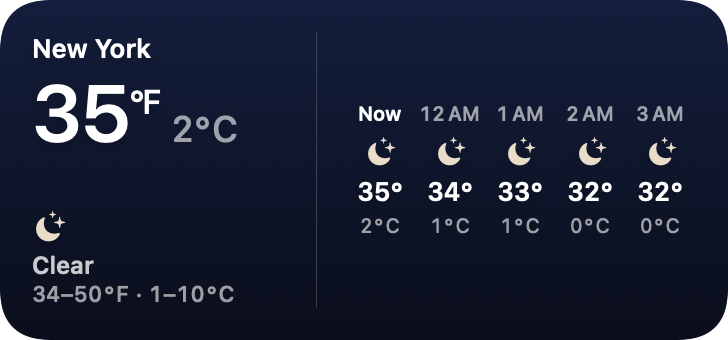 New York
35°F 2°C
Clear
34–50°F · 1–10°C
Now 12 AM 1 AM 2 AM 3 AM
35° 34° 33° 32° 32°
2°C 1°C 1°C 0°C 0°C